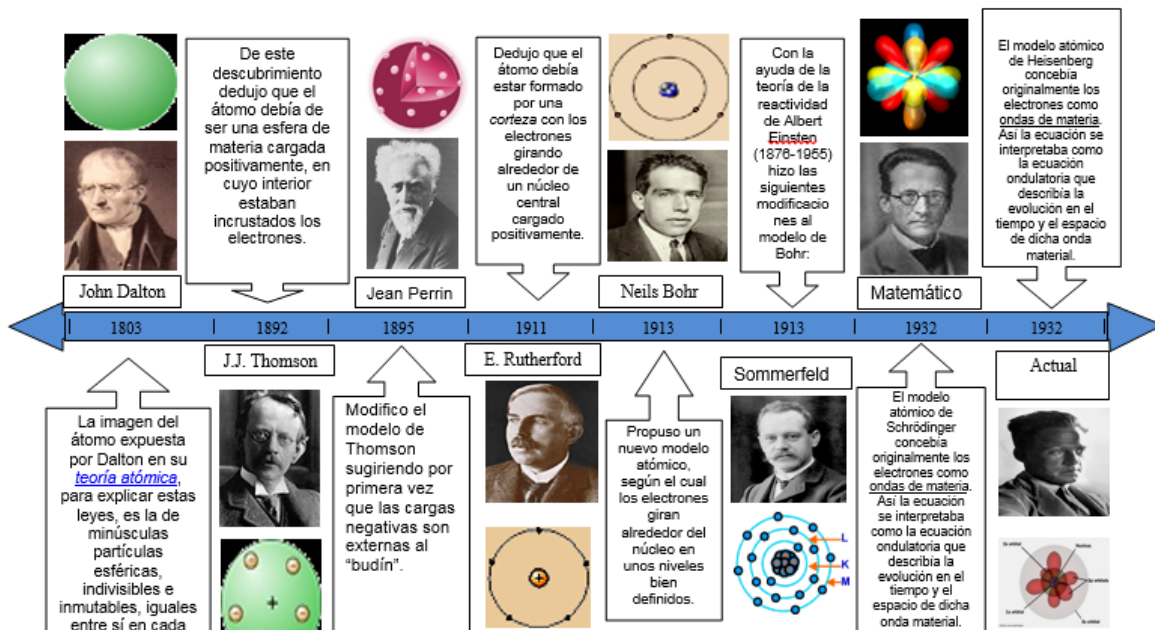 De este
descubrimiento
dedujo que el
átomo debía de
ser una esfera de
materia cargada
positivamente, en
cuyo interior
estaban
incrustados los
electrones.
Dedujo que el
átomo debía
estar formado
por una
corteza con los
electrones
girando
alrededor de
un núcleo
central
cargado
positivamente.
Con la
ayuda de la
teoría de la
reactividad
de Albert
Einsten
(1876-1955)
hizo las
siguientes
modificacio
nes al
modelo de
Bohr:
El modelo atómico
de Heisenberg
concebía
originalmente los
electrones como
ondas de materia.
Así la ecuación se
interpretaba como
la ecuación
ondulatoria que
describía la
evolución en el
tiempo y el espacio
de dicha onda
material.
John Dalton
Jean Perrin
Neils Bohr
Matemático
1803
1892
1895
1911
1913
1913
1932
1932
J.J. Thomson
E. Rutherford
Sommerfeld
Actual
La imagen del
átomo expuesta
por Dalton en su
teoría atómica,
para explicar estas
leyes, es la de
minúsculas
partículas
esféricas,
indivisibles e
inmutables, iguales
entre sí en cada
Modifico el
modelo de
Thomson
sugiriendo por
primera vez
que las cargas
negativas son
externas al
“budín”.
Propuso un
nuevo modelo
atómico,
según el cual
los electrones
giran
alrededor del
núcleo en
unos niveles
bien
definidos.
L
K
M
El modelo
atómico de
Schrödinger
concebía
originalmente
los electrones como
ondas de materia.
Así la ecuación
se interpretaba
como la ecuación
ondulatoria que
describía la
evolución en el
tiempo y el
espacio de dicha
onda material.